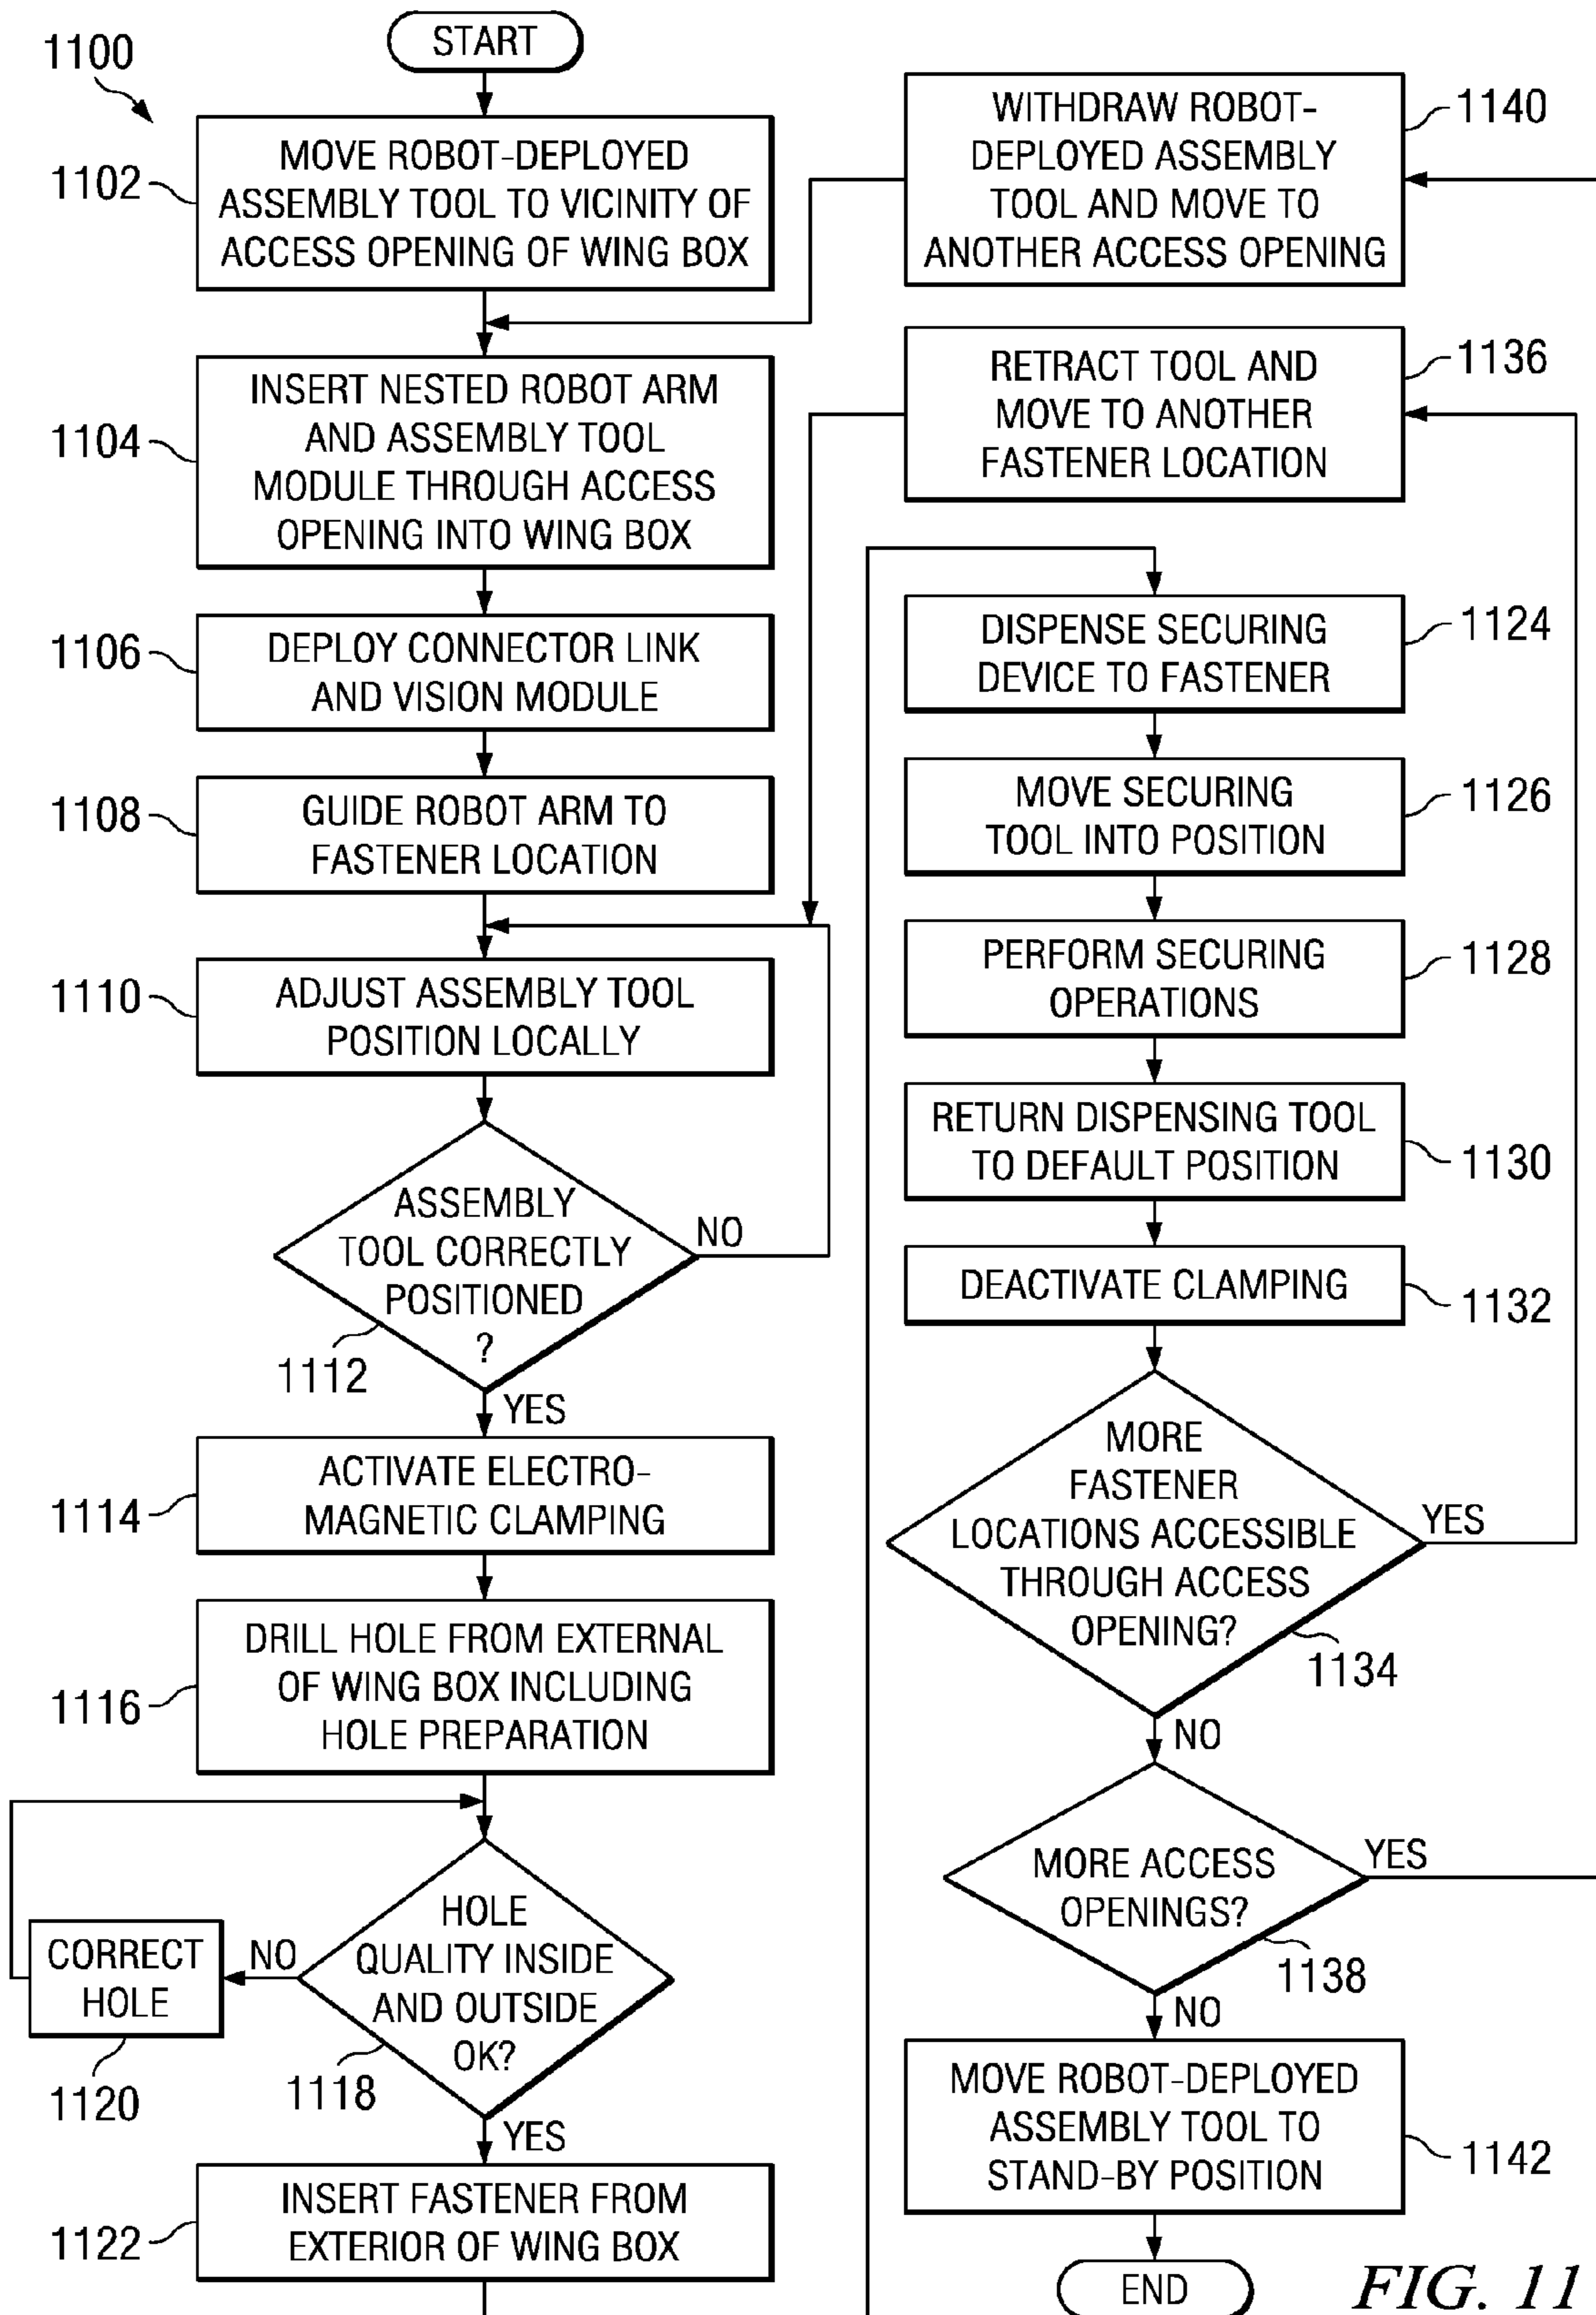 1100
START
1102
MOVE ROBOT-DEPLOYED
ASSEMBLY TOOL TO VICINITY OF
ACCESS OPENING OF WING BOX
1104
INSERT NESTED ROBOT ARM
AND ASSEMBLY TOOL
MODULE THROUGH ACCESS
OPENING INTO WING BOX
1106
DEPLOY CONNECTOR LINK
AND VISION MODULE
1108
GUIDE ROBOT ARM TO
FASTENER LOCATION
1110
ADJUST ASSEMBLY TOOL
POSITION LOCALLY
ASSEMBLY
TOOL CORRECTLY
POSITIONED
?
NO
1112
YES
1114
ACTIVATE ELECTRO-
MAGNETIC CLAMPING
1116
DRILL HOLE FROM EXTERNAL
OF WING BOX INCLUDING
HOLE PREPARATION
HOLE
QUALITY INSIDE
AND OUTSIDE
OK?
NO
CORRECT
HOLE
1120
1118
YES
1122
INSERT FASTENER FROM
EXTERIOR OF WING BOX
WITHDRAW ROBOT-
DEPLOYED ASSEMBLY
TOOL AND MOVE TO
ANOTHER ACCESS OPENING
1140
RETRACT TOOL AND
MOVE TO ANOTHER
FASTENER LOCATION
1136
DISPENSE SECURING
DEVICE TO FASTENER
1124
MOVE SECURING
TOOL INTO POSITION
1126
PERFORM SECURING
OPERATIONS
1128
RETURN DISPENSING TOOL
TO DEFAULT POSITION
1130
DEACTIVATE CLAMPING
1132
MORE
FASTENER
LOCATIONS ACCESSIBLE
THROUGH ACCESS
OPENING?
YES
1134
NO
MORE ACCESS
OPENINGS?
YES
1138
NO
MOVE ROBOT-DEPLOYED
ASSEMBLY TOOL TO
STAND-BY POSITION
1142
END
FIG. 11